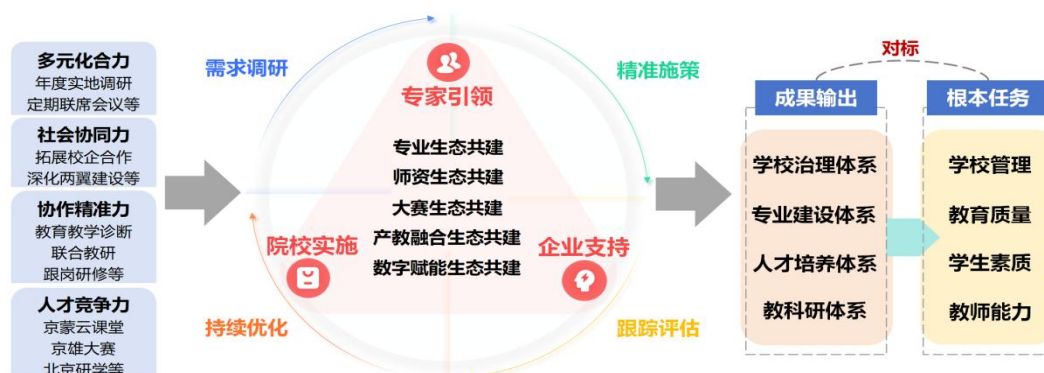 多元化合力
年度实地调研
定期联席会议等
社会协同力
拓展校企合作
深化两翼建设等
协作精准力
教育教学诊断
联合教研
跟岗研修等
人才竞争力
京蒙云课堂
京雄大赛
北京研学等
需求调研
精准施策
专家引领
专业生态共建
师资生态共建
大赛生态共建
产教融合生态共建
数字赋能生态共建
院校实施
企业支持
持续优化
跟踪评估
对标
成果输出
根本任务
学校治理体系
专业建设体系
人才培养体系
教科研体系
学校管理
教育质量
学生素质
教师能力